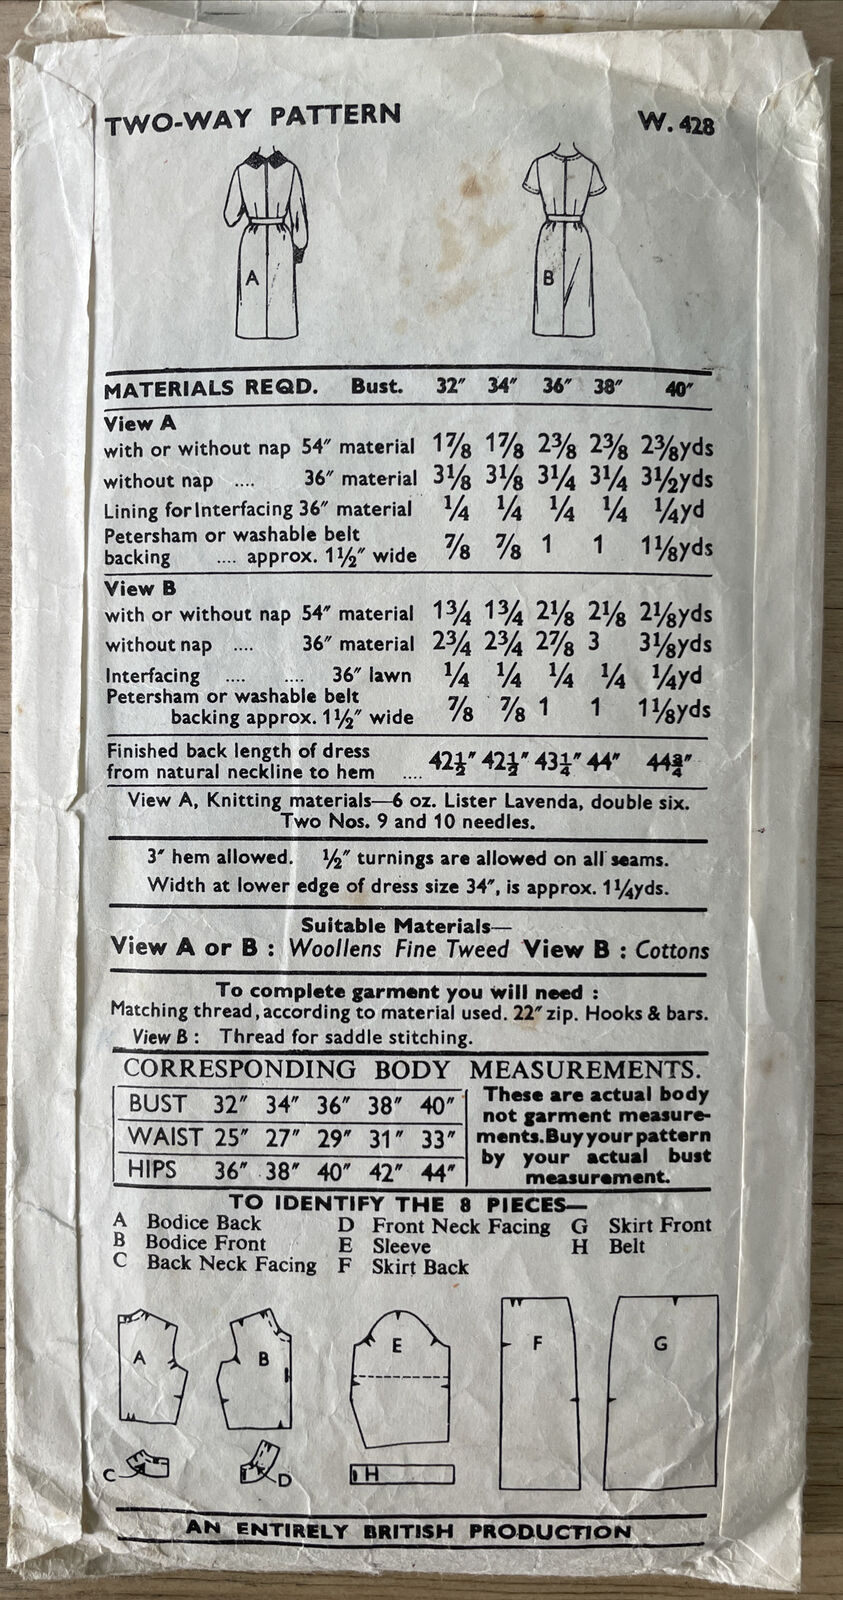 TWO-WAY PATTERN W. 428
A B
MATERIALS REQD. Bust. 32″ 34″ 36″ 38″ 40″
View A
with or without nap 54″ material 1⅞ 1⅞ 2⅜ 2⅜ 2⅜yds
without nap .... 36″ material 3⅛ 3⅛ 3¼ 3¼ 3½yds
Lining for Interfacing 36″ material ¼ ¼ ¼ ¼ ¼yd
Petersham or washable belt
backing .... approx. 1½″ wide ⅞ ⅞ 1 1 1⅛yds
View B
with or without nap 54″ material 1¾ 1¾ 2⅛ 2⅛ 2⅛yds
without nap .... 36″ material 2¾ 2¾ 2⅞ 3 3⅛yds
Interfacing .... .... 36″ lawn ¼ ¼ ¼ ¼ ¼yd
Petersham or washable belt
backing approx. 1½″ wide ⅞ ⅞ 1 1 1⅛yds
Finished back length of dress
from natural neckline to hem .... 42½″ 42½″ 43¼″ 44″ 44¾″
View A, Knitting materials—6 oz. Lister Lavenda, double six.
Two Nos. 9 and 10 needles.
3″ hem allowed. ½″ turnings are allowed on all seams.
Width at lower edge of dress size 34″, is approx. 1¼yds.
Suitable Materials—
View A or B : Woollens Fine Tweed View B : Cottons
To complete garment you will need :
Matching thread, according to material used. 22″ zip. Hooks & bars.
View B : Thread for saddle stitching.
CORRESPONDING BODY MEASUREMENTS.
BUST 32″ 34″ 36″ 38″ 40″
WAIST 25″ 27″ 29″ 31″ 33″
HIPS 36″ 38″ 40″ 42″ 44″
These are actual body
not garment measure-
ments. Buy your pattern
by your actual bust
measurement.
TO IDENTIFY THE 8 PIECES—
A Bodice Back D Front Neck Facing G Skirt Front
B Bodice Front E Sleeve H Belt
C Back Neck Facing F Skirt Back
A B E F G
C D H
AN ENTIRELY BRITISH PRODUCTION